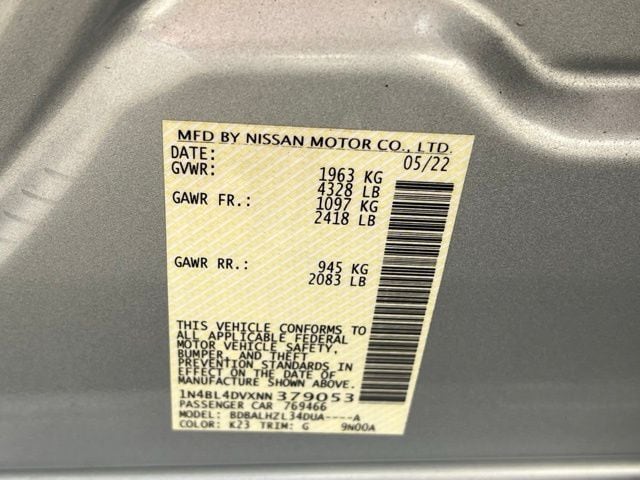 MFD BY NISSAN MOTOR CO., LTD.
DATE: 05/22
GVWR: 1963 KG
4328 LB
GAWR FR.: 1097 KG
2418 LB
GAWR RR.: 945 KG
2083 LB
THIS VEHICLE CONFORMS TO
ALL APPLICABLE FEDERAL
MOTOR VEHICLE SAFETY,
BUMPER, AND THEFT
PREVENTION STANDARDS IN
EFFECT ON THE DATE OF
MANUFACTURE SHOWN ABOVE.
1N4BL4DVXNN379053
PASSENGER CAR 769466
MODEL: BDBALHZL34DUA----A
COLOR: K23 TRIM: G 9N00A